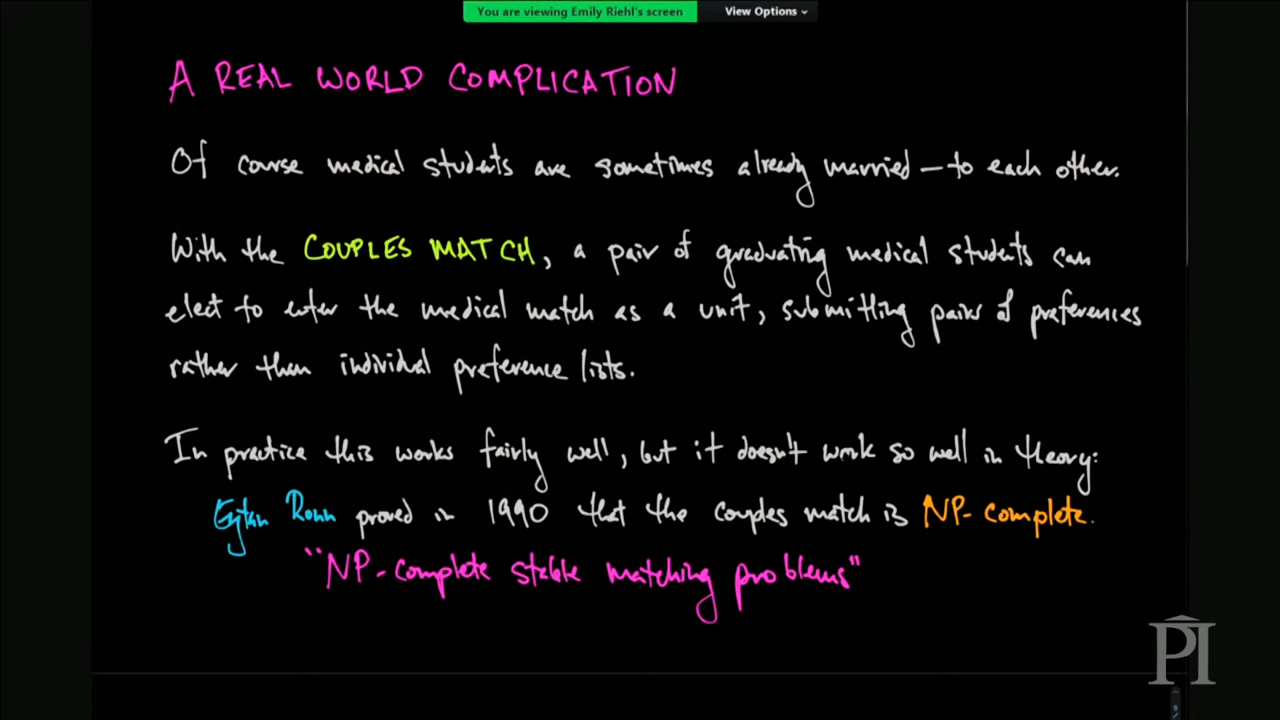 You are viewing Emily Riehl's screen View Options
A REAL WORLD COMPLICATION
Of course medical students are sometimes already married – to each other.
With the COUPLES MATCH, a pair of graduating medical students can
elect to enter the medical match as a unit, submitting pairs of preferences
rather than individual preference lists.
In practice this works fairly well, but it doesn't work so well in theory:
Eytan Ronn proved in 1990 that the couples match is NP-complete.
"NP-complete stable matching problems"
PI